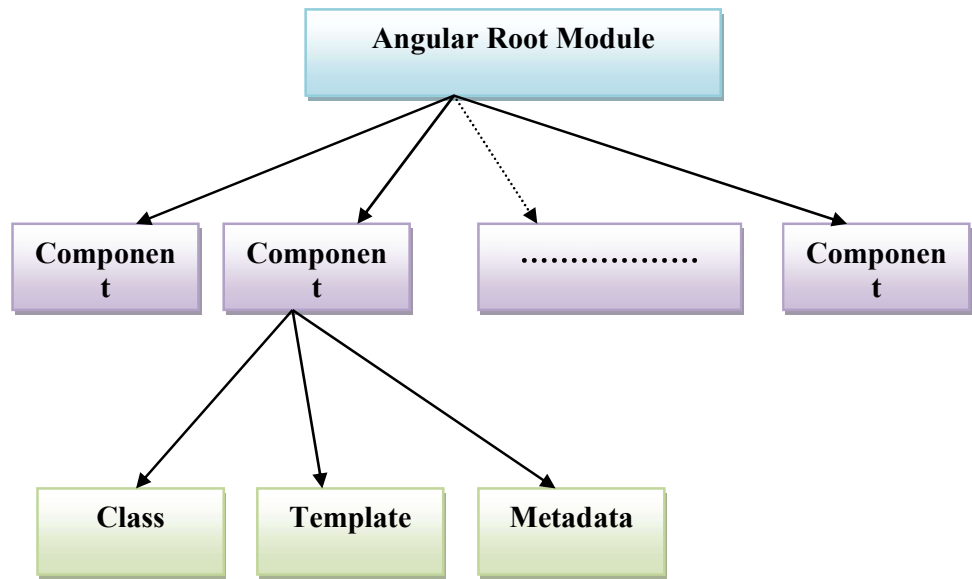 Angular Root Module
Componen
t
Componen
t
..................
Componen
t
Class
Template
Metadata